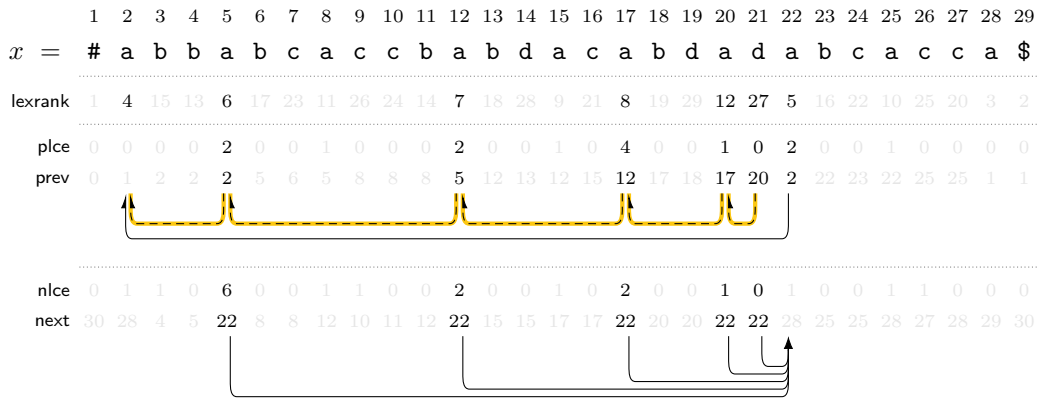 1 2 3 4 5 6 7 8 9 10 11 12 13 14 15 16 17 18 19 20 21 22 23 24 25 26 27 28 29
x = # a b b a b c a c c b a b d a c a b d a d a b c a c c a $
lexrank 1 4 15 13 6 17 23 11 26 24 14 7 18 28 9 21 8 19 29 12 27 5 16 22 10 25 20 3 2
plce 0 0 0 0 2 0 0 1 0 0 0 2 0 0 1 0 4 0 0 1 0 2 0 0 1 0 0 0 0
prev 0 1 2 2 2 5 6 5 8 8 8 5 12 13 12 15 12 17 18 17 20 2 22 23 22 25 25 1 1
nlce 0 1 1 0 6 0 0 1 1 0 0 2 0 0 1 0 2 0 0 1 0 1 0 0 1 1 0 0 0
next 30 28 4 5 22 8 8 12 10 11 12 22 15 15 17 17 22 20 20 22 22 28 25 25 28 27 28 29 30